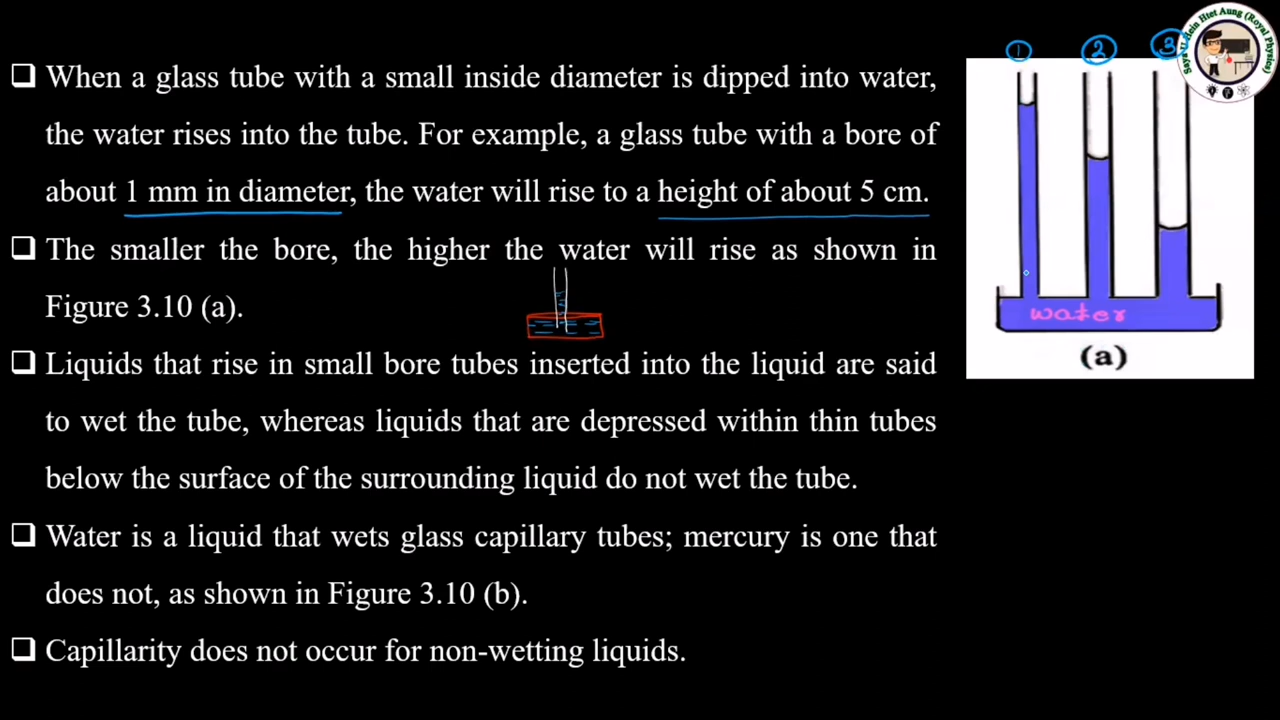 When a glass tube with a small inside diameter is dipped into water,
the water rises into the tube. For example, a glass tube with a bore of
about 1 mm in diameter, the water will rise to a height of about 5 cm.
The smaller the bore, the higher the water will rise as shown in
Figure 3.10 (a).
Liquids that rise in small bore tubes inserted into the liquid are said
to wet the tube, whereas liquids that are depressed within thin tubes
below the surface of the surrounding liquid do not wet the tube.
Water is a liquid that wets glass capillary tubes; mercury is one that
does not, as shown in Figure 3.10 (b).
Capillarity does not occur for non-wetting liquids.
1 2 3
water
(a)
Saya U Hein Htet Aung (Royal Physics)